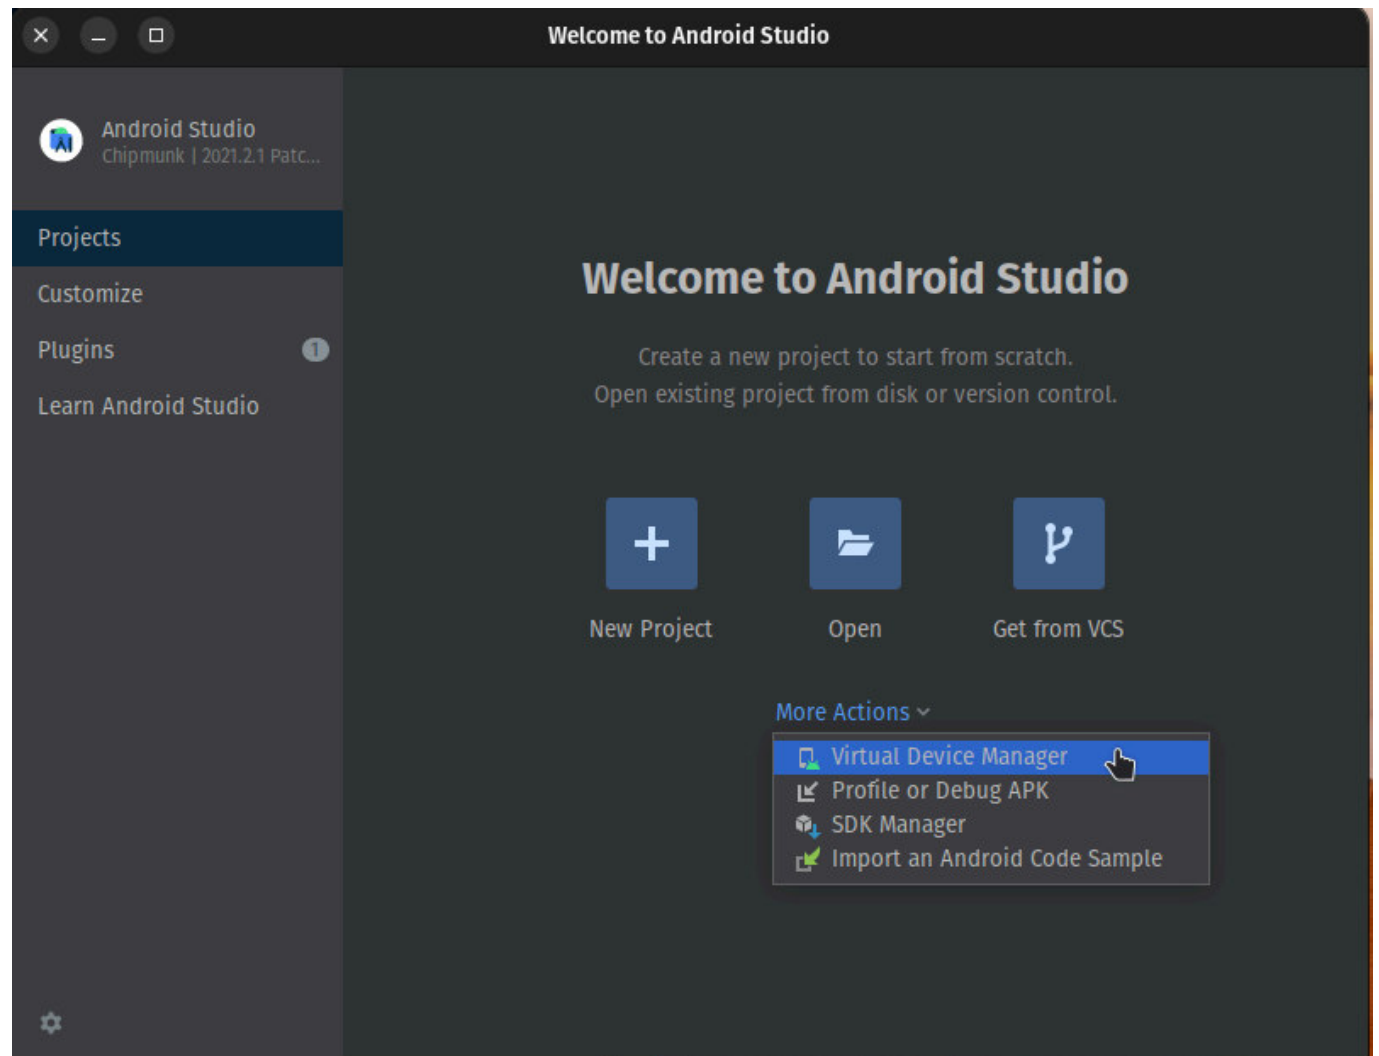 Welcome to Android Studio
Android Studio
Chipmunk | 2021.2.1 Patc...
Projects
Customize
Plugins
1
Learn Android Studio
Welcome to Android Studio
Create a new project to start from scratch.
Open existing project from disk or version control.
New Project
Open
Get from VCS
More Actions
Virtual Device Manager
Profile or Debug APK
SDK Manager
Import an Android Code Sample